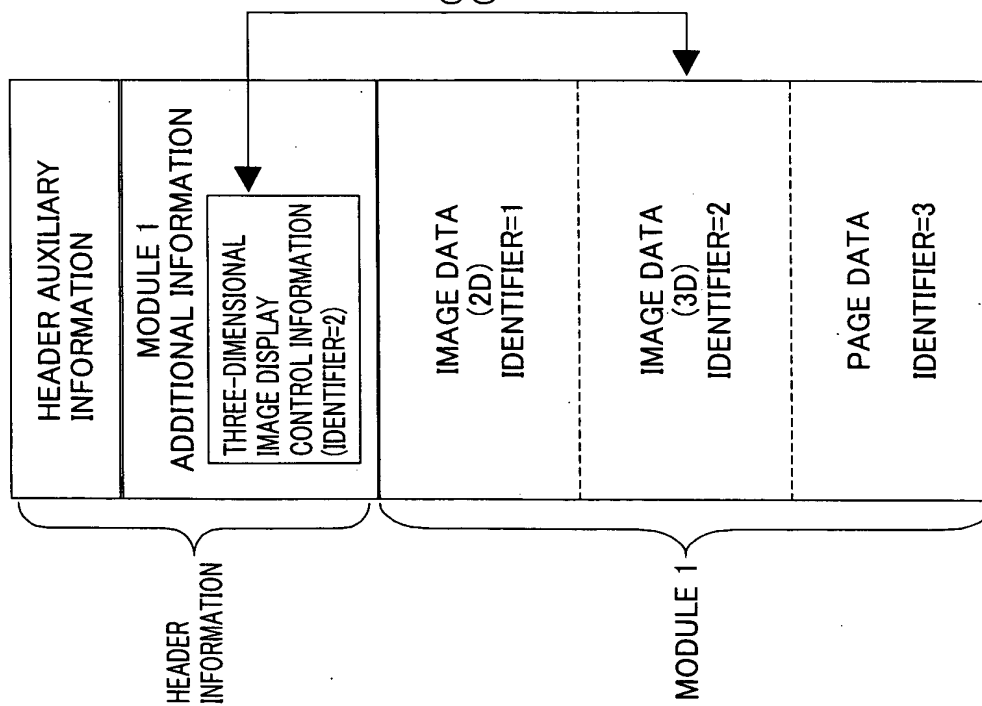 HEADER AUXILIARY
INFORMATION
MODULE 1
ADDITIONAL INFORMATION
THREE-DIMENSIONAL
IMAGE DISPLAY
CONTROL INFORMATION
(IDENTIFIER=2)
IMAGE DATA
(2D)
IDENTIFIER=1
IMAGE DATA
(3D)
IDENTIFIER=2
PAGE DATA
IDENTIFIER=3
HEADER
INFORMATION
MODULE 1